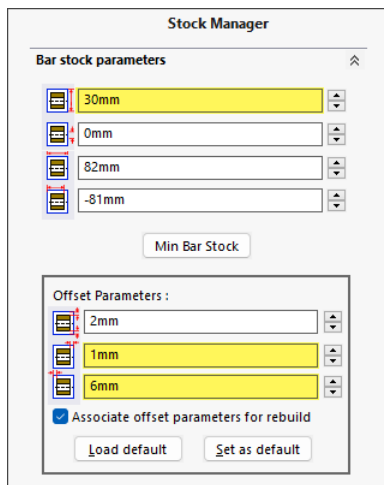 Stock Manager
Bar stock parameters
30mm
0mm
82mm
-81mm
Min Bar Stock
Offset Parameters :
2mm
1mm
6mm
Associate offset parameters for rebuild
Load default Set as default